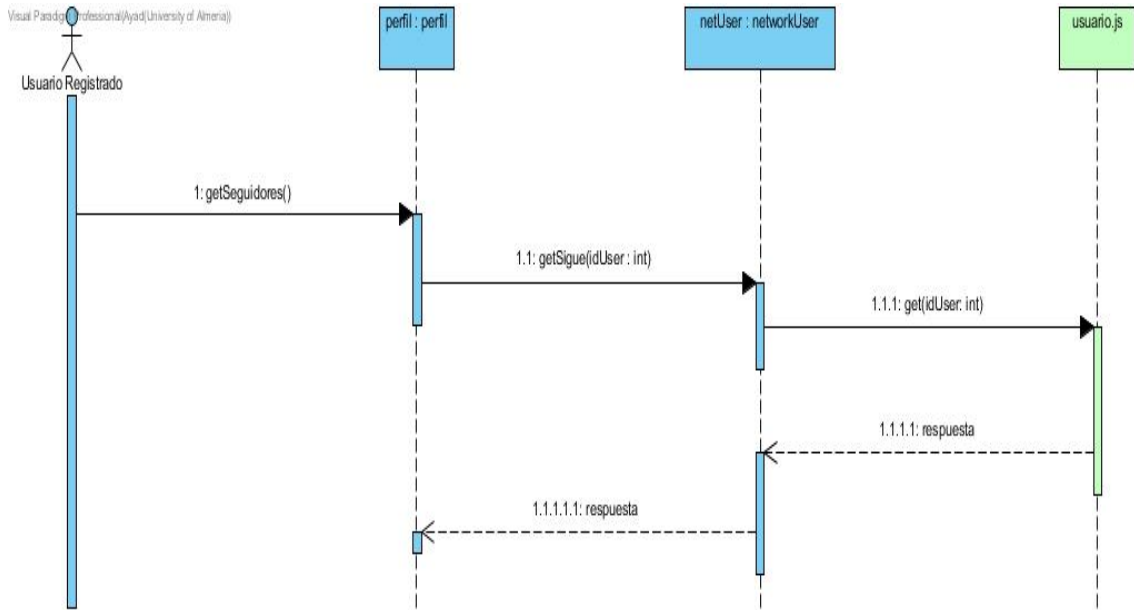 Visual Paradigm Professional(Ayad(University of Almeria))
Usuario Registrado
perfil : perfil
netUser : networkUser
usuario.js
1: getSeguidores()
1.1: getSigue(idUser : int)
1.1.1: get(idUser: int)
1.1.1.1: respuesta
1.1.1.1.1: respuesta